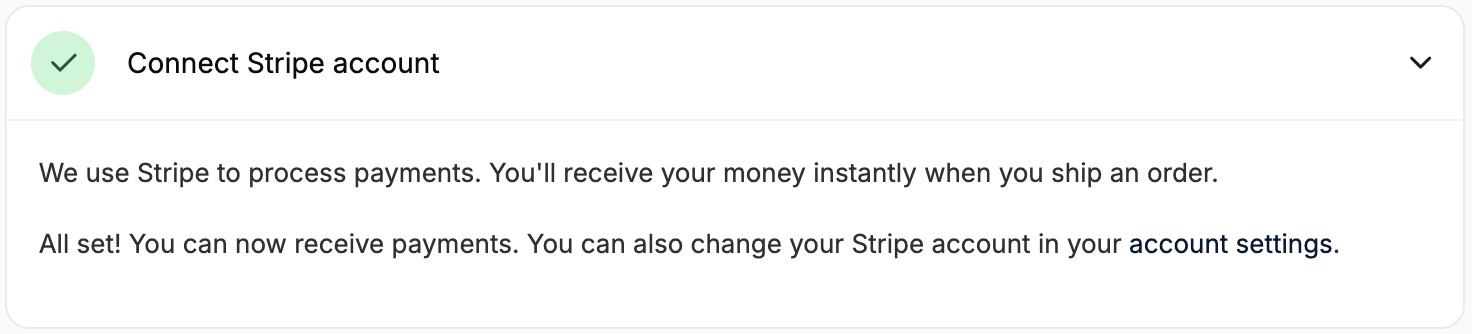 Connect Stripe account
We use Stripe to process payments. You'll receive your money instantly when you ship an order.
All set! You can now receive payments. You can also change your Stripe account in your account settings.